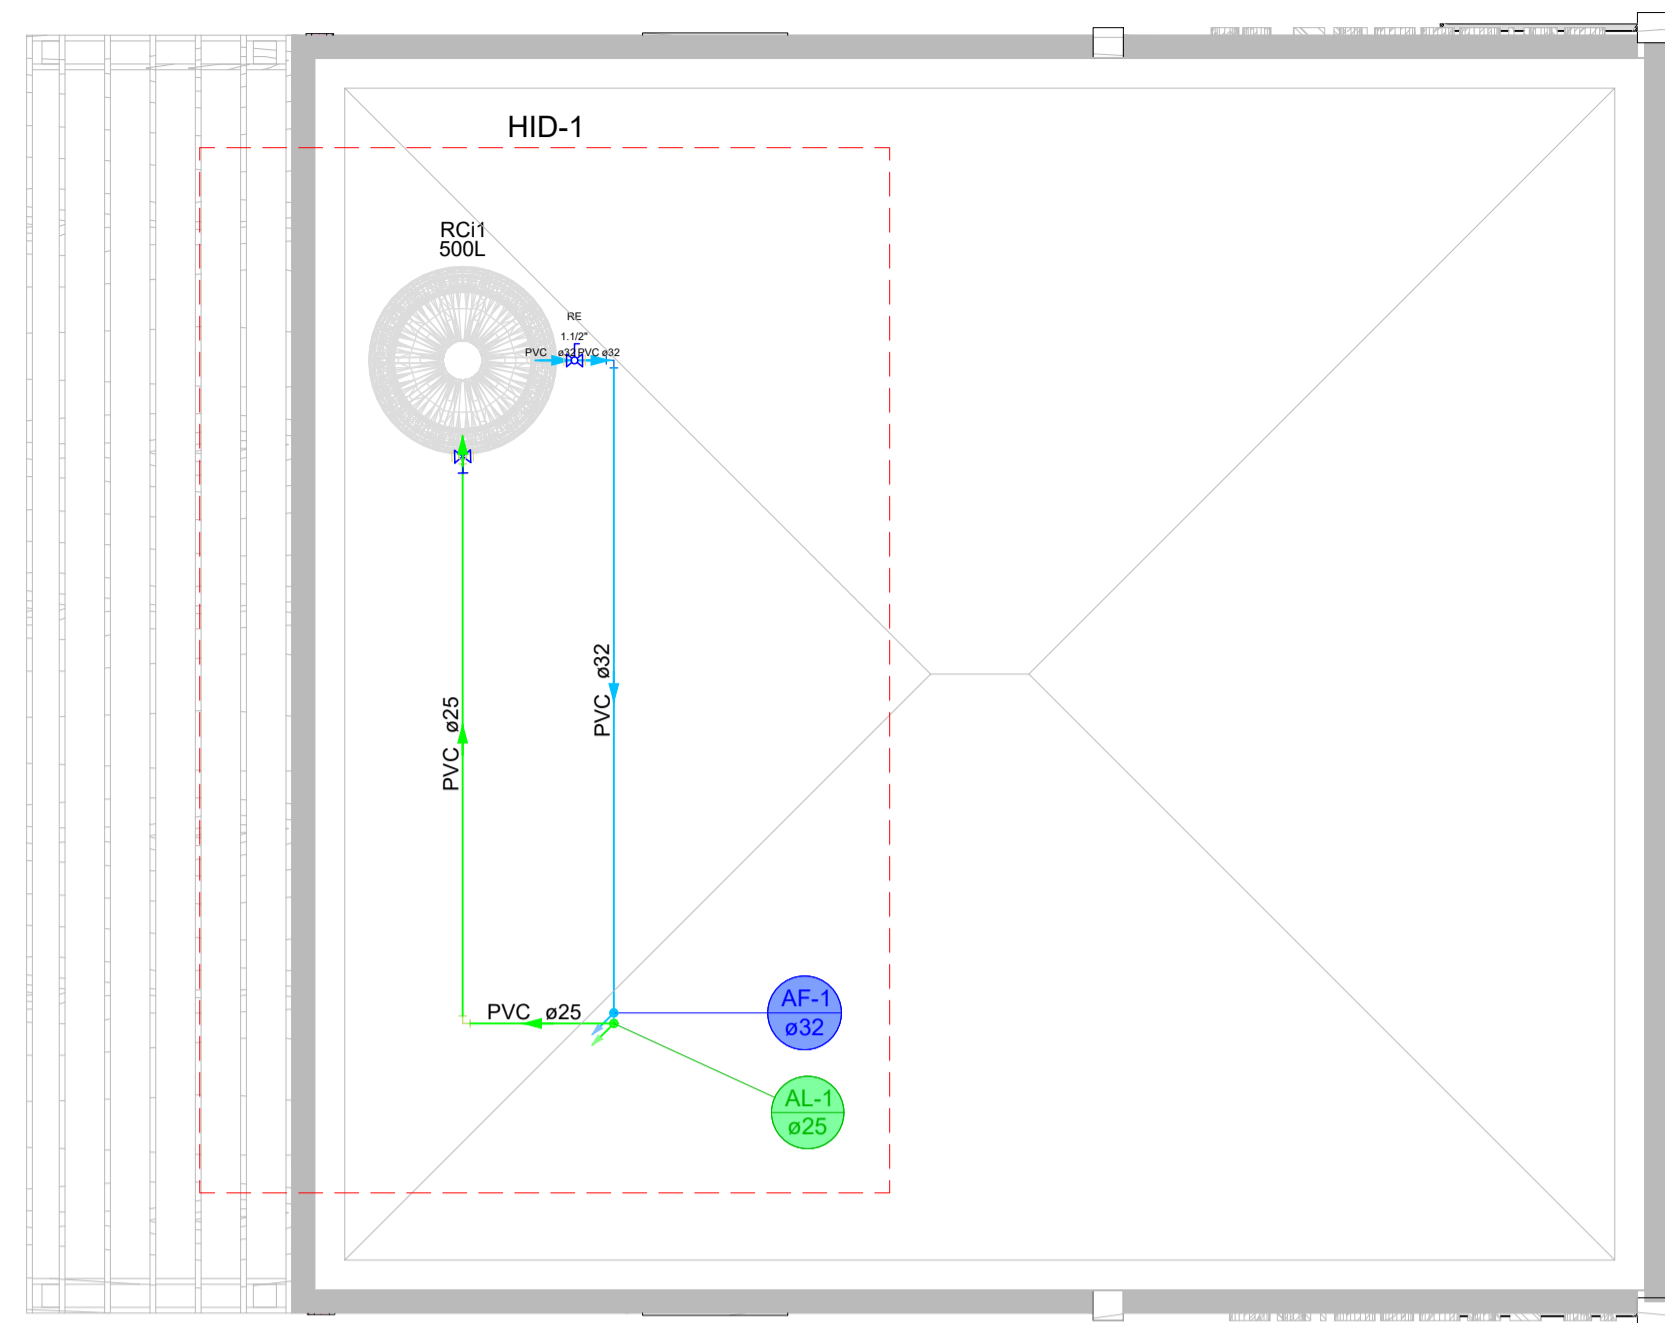 HID-1
RCi1
500L
RE
1.1/2"
PVC ø32
PVC ø32
PVC ø32
PVC ø25
PVC ø25
AF-1
ø32
AL-1
ø25